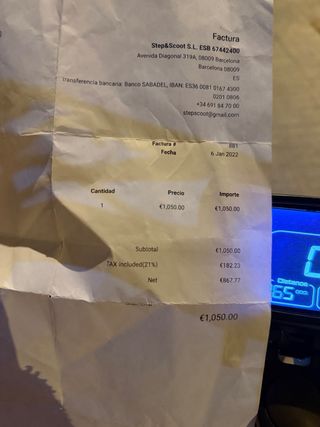 Factura
Step&Scoot S.L. ESB 67442400
Avenida Diagonal 319A, 08009 Barcelona
Barcelona 08009
ES
Transferencia bancaria: Banco SABADEL, IBAN: ES36 0081 0167 4300
0201 0806
+34 691 84 70 00
stepscoot@gmail.com
Factura # 881
Fecha 6 Jan 2022
Cantidad Precio Importe
1 €1,050.00 €1,050.00
Subtotal €1,050.00
TAX included(21%) €182.23
Net €867.77
€1,050.00
Distance